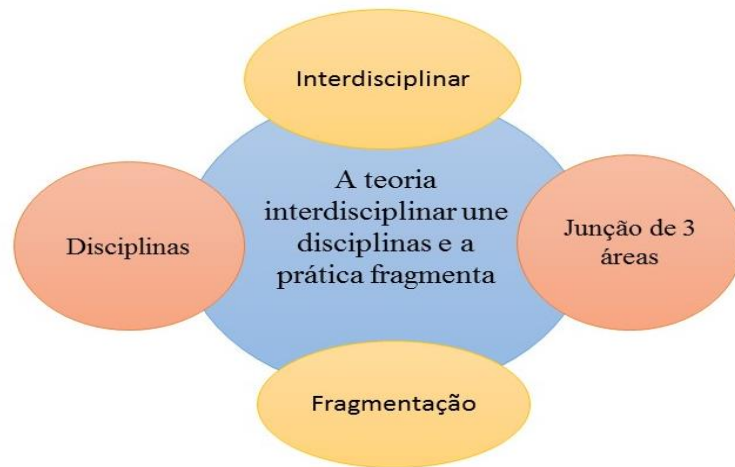 Interdisciplinar
A teoria
interdisciplinar une
disciplinas e a
prática fragmenta
Disciplinas
Junção de 3
áreas
Fragmentação